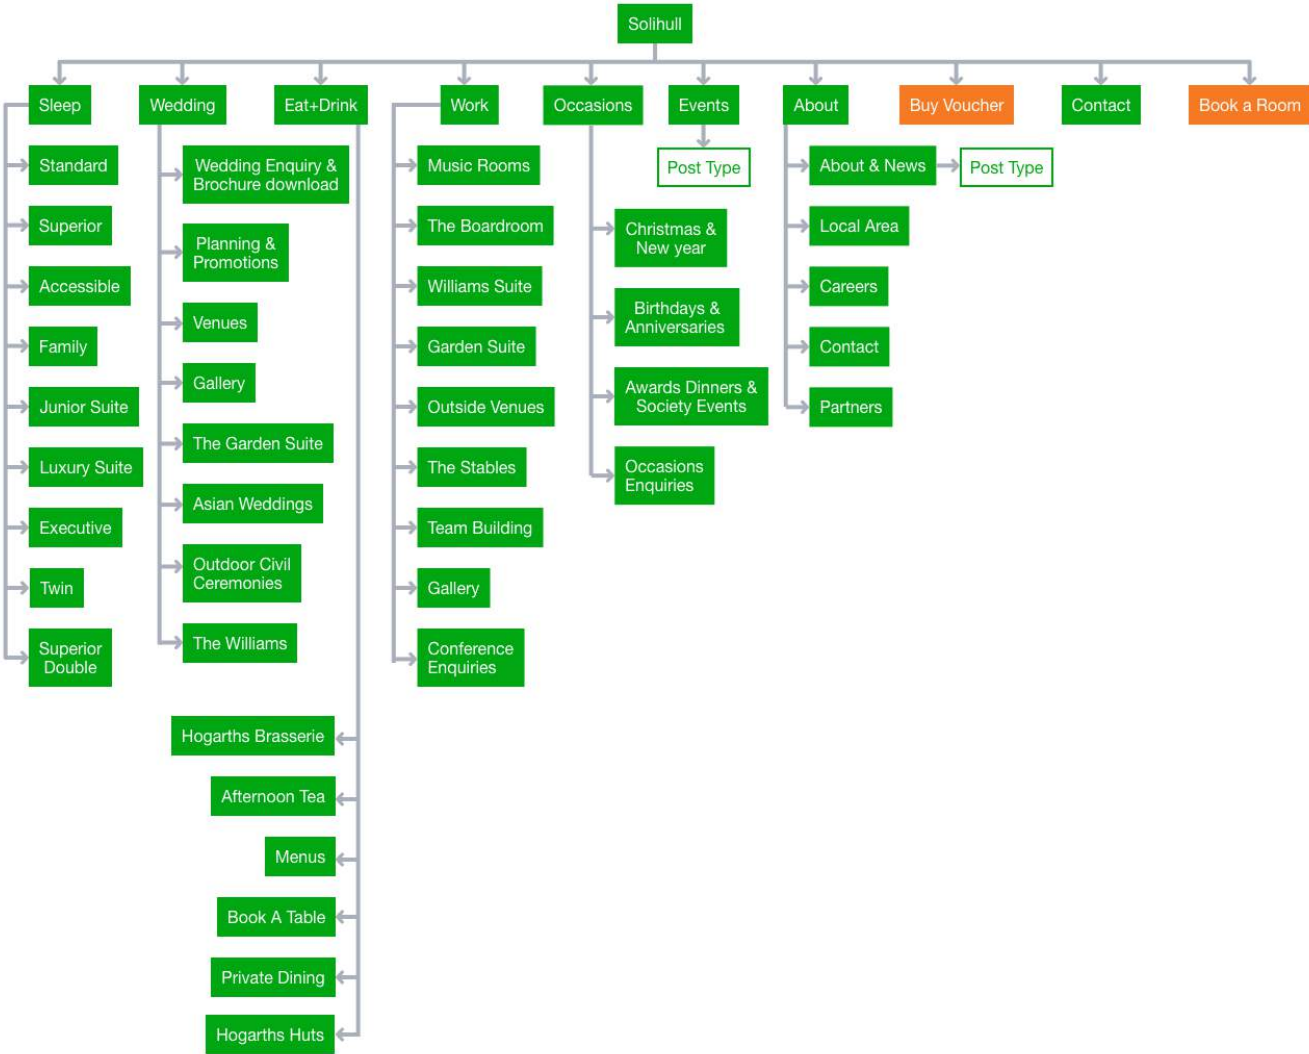 Solihull
Sleep
Wedding
Eat+Drink
Work
Occasions
Events
About
Buy Voucher
Contact
Book a Room
Standard
Superior
Accessible
Family
Junior Suite
Luxury Suite
Executive
Twin
Superior
Double
Wedding Enquiry &
Brochure download
Planning &
Promotions
Venues
Gallery
The Garden Suite
Asian Weddings
Outdoor Civil
Ceremonies
The Williams
Hogarths Brasserie
Afternoon Tea
Menus
Book A Table
Private Dining
Hogarths Huts
Music Rooms
The Boardroom
Williams Suite
Garden Suite
Outside Venues
The Stables
Team Building
Gallery
Conference
Enquiries
Christmas &
New year
Birthdays &
Anniversaries
Awards Dinners &
Society Events
Occasions
Enquiries
Post Type
About & News
Post Type
Local Area
Careers
Contact
Partners